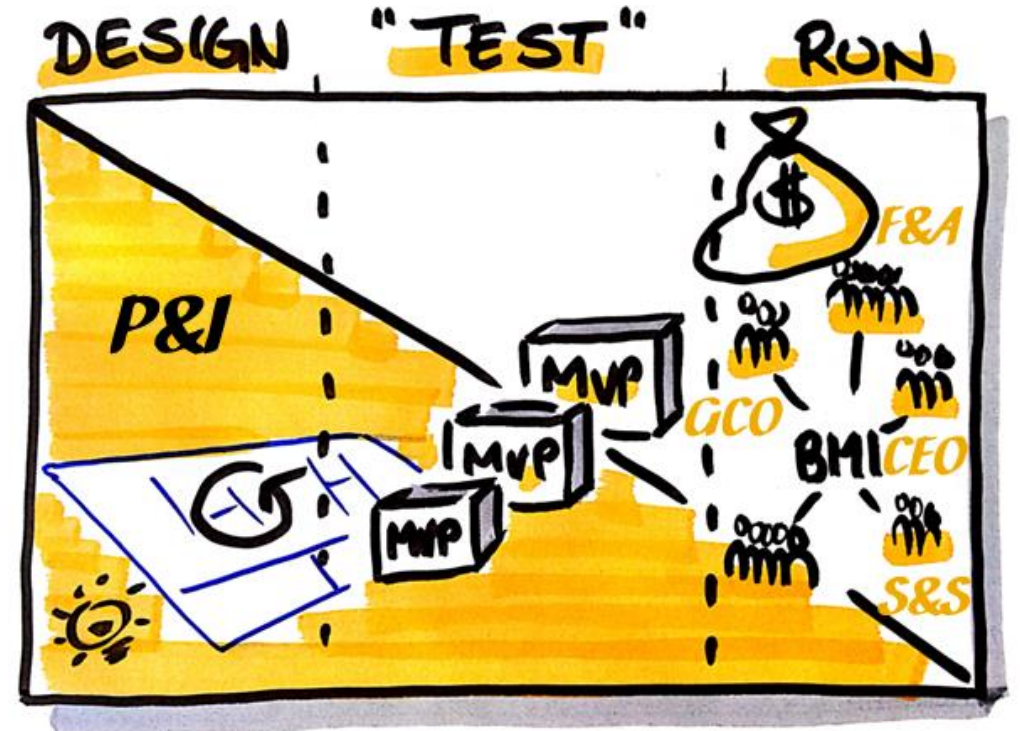 DESIGN "TEST" RUN
$
F&A
P&I
MVP
MVP
GCO
BMI CEO
MVP
S&S